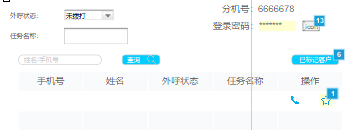 分机号：6666678
外呼状态： 未拨打
登录密码： ******* 13
任务名称：
姓名/手机号 查询 已标记客户 6
手机号 姓名 外呼状态 任务名称 操作
1